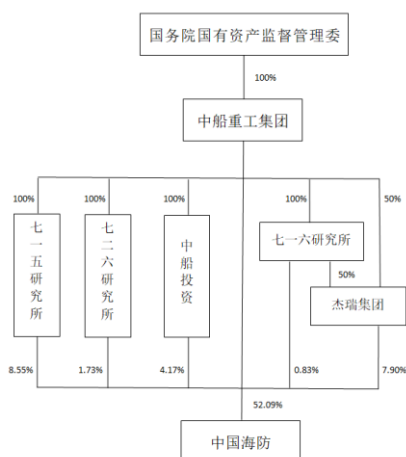 国务院国有资产监督管理委
100%
中船重工集团
100%
100%
100%
100%
50%
七一五研究所
七二六研究所
中船投资
七一六研究所
50%
杰瑞集团
8.55%
1.73%
4.17%
0.83%
7.90%
52.09%
中国海防